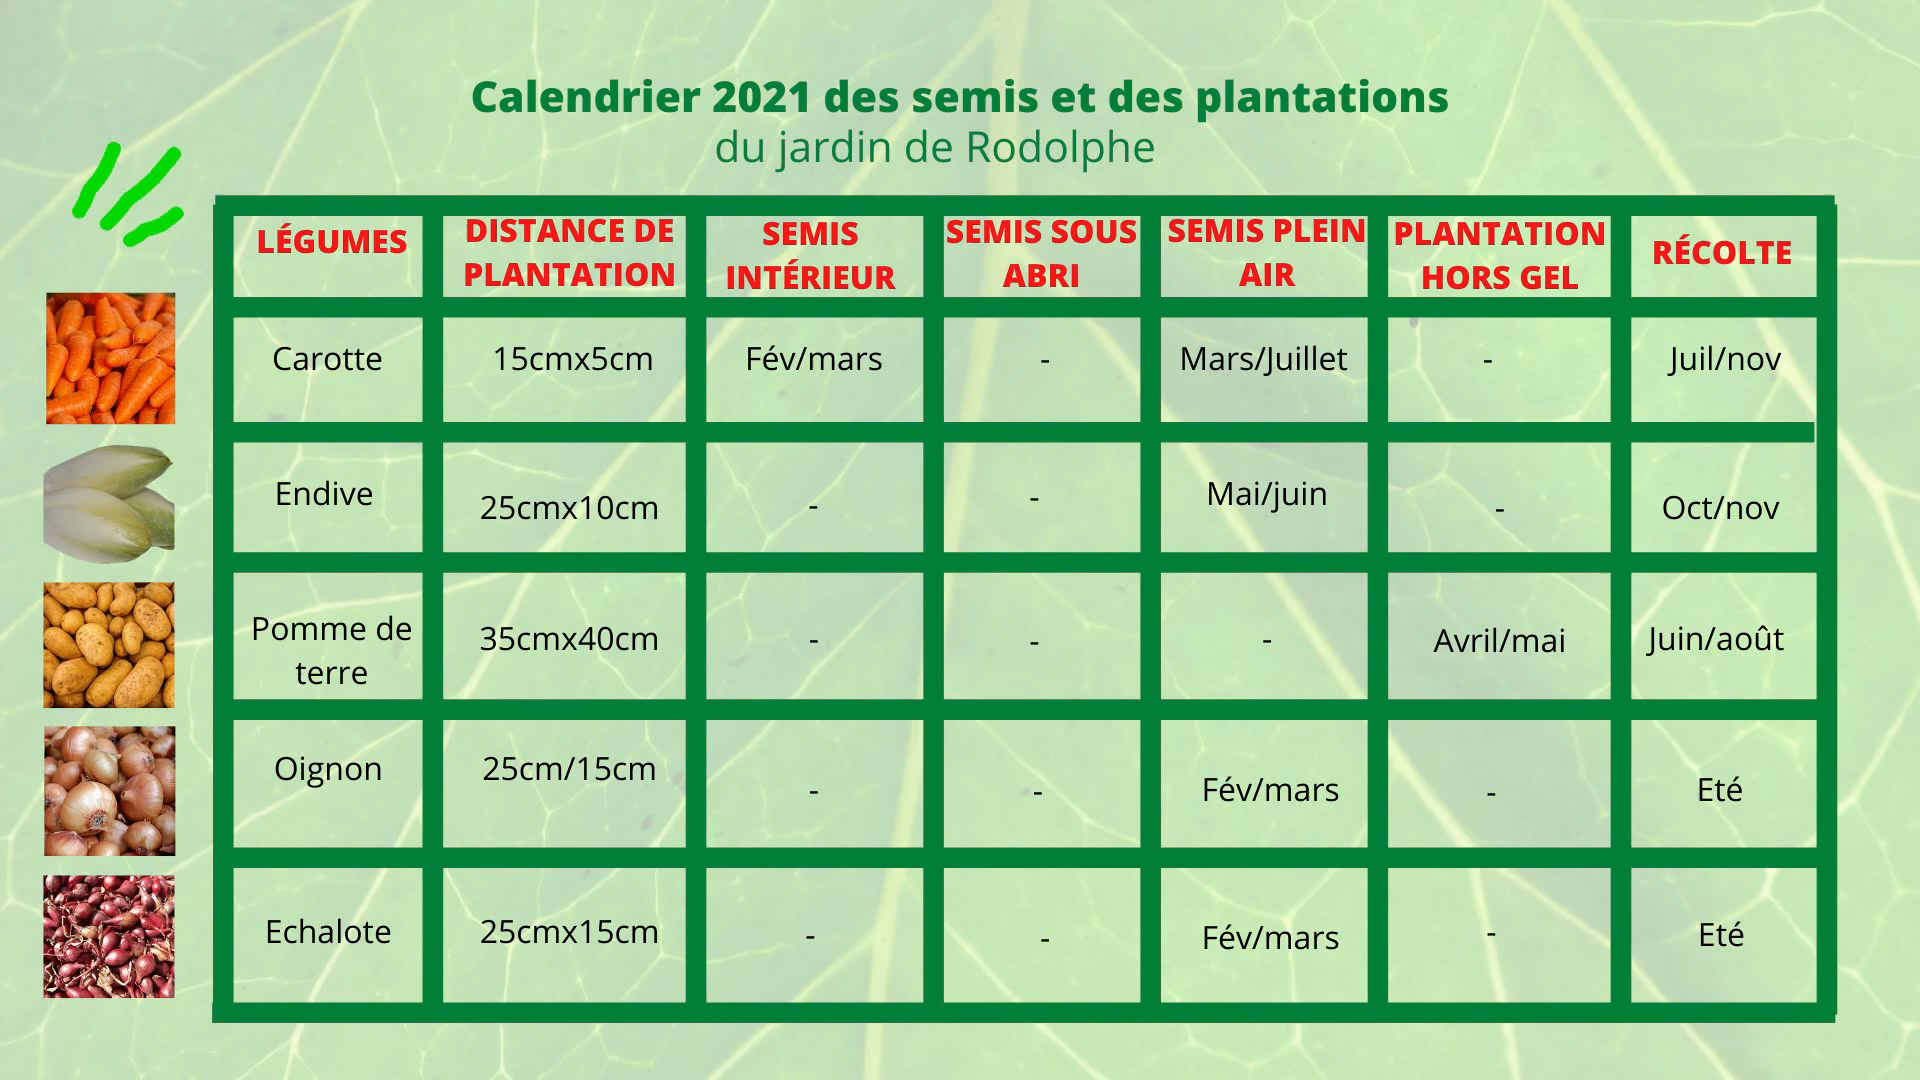 Calendrier 2021 des semis et des plantations
du jardin de Rodolphe
LÉGUMES
DISTANCE DE
PLANTATION
SEMIS
INTÉRIEUR
SEMIS SOUS
ABRI
SEMIS PLEIN
AIR
PLANTATION
HORS GEL
RÉCOLTE
Carotte
15cmx5cm
Fév/mars
-
Mars/Juillet
-
Juil/nov
Endive
25cmx10cm
-
-
Mai/juin
-
Oct/nov
Pomme de
terre
35cmx40cm
-
-
-
Avril/mai
Juin/août
Oignon
25cm/15cm
-
-
Fév/mars
-
Eté
Echalote
25cmx15cm
-
-
Fév/mars
-
Eté